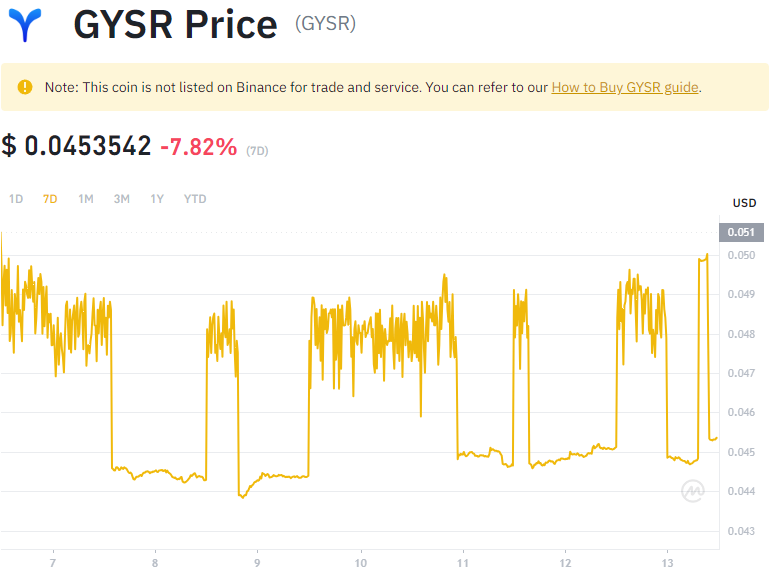 GYSR Price (GYSR)
Note: This coin is not listed on Binance for trade and service. You can refer to our How to Buy GYSR guide.
$ 0.0453542 -7.82% (7D)
1D 7D 1M 3M 1Y YTD
USD
0.051
0.050
0.049
0.048
0.047
0.046
0.045
0.044
0.043
7 8 9 10 11 12 13